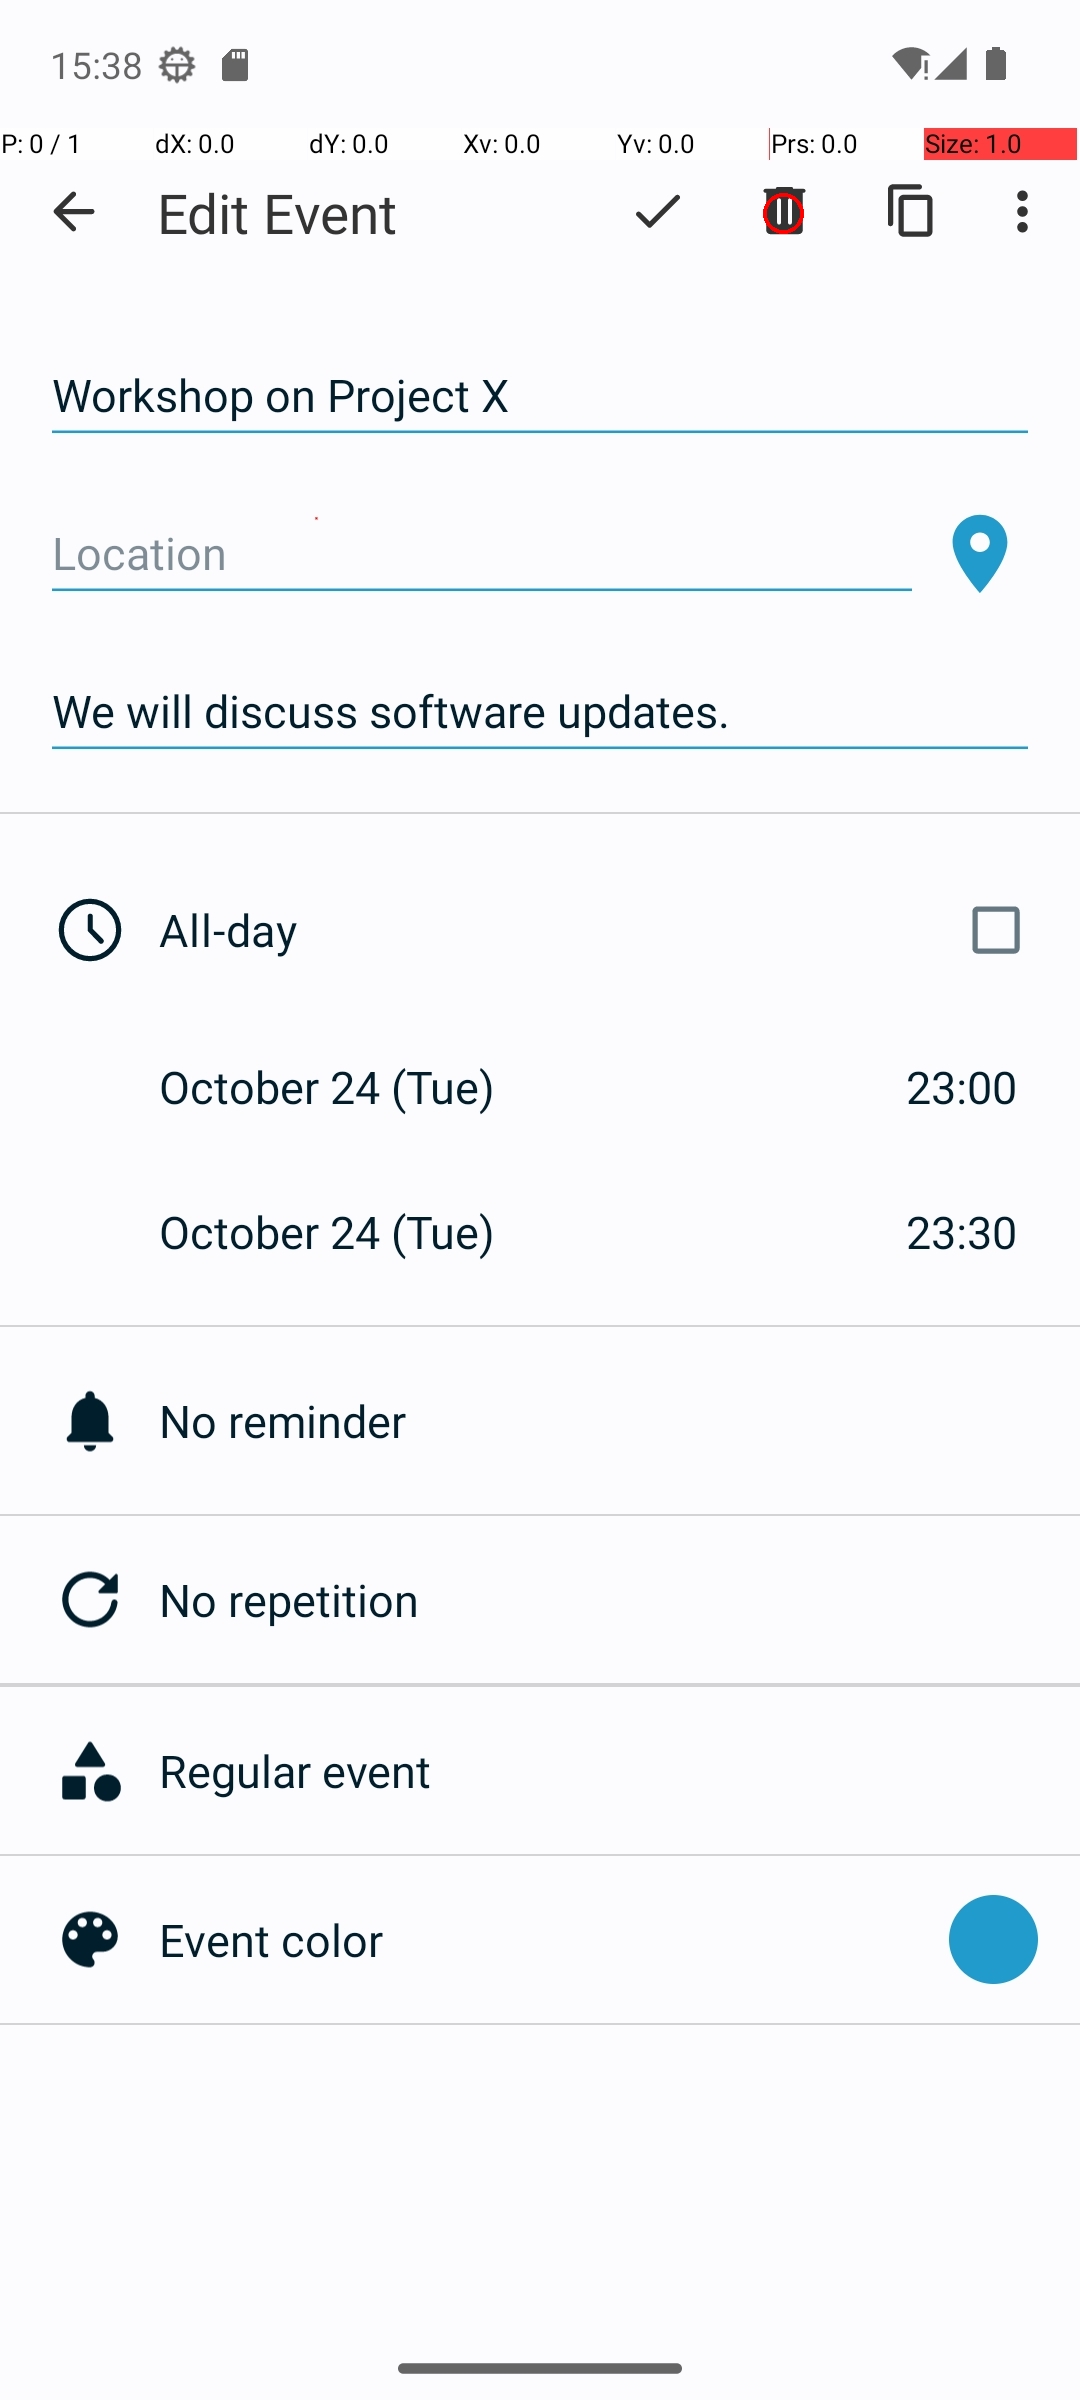 15:38
P: 0 / 1 dX: 0.0 dY: 0.0 Xv: 0.0 Yv: 0.0 Prs: 0.0 Size: 1.0
Edit Event
Workshop on Project X
Location
We will discuss software updates.
All-day
October 24 (Tue) 23:00
October 24 (Tue) 23:30
No reminder
No repetition
Regular event
Event color